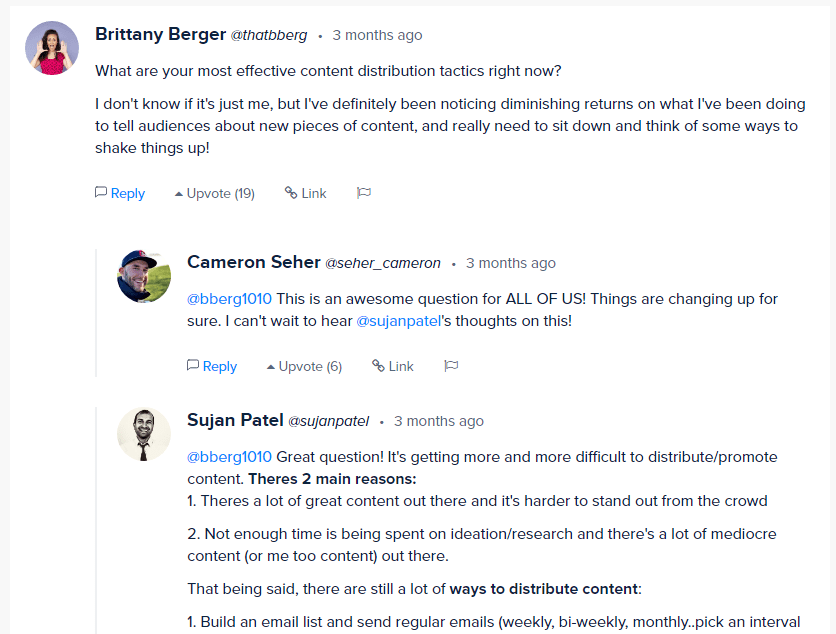 Brittany Berger @thatbberg • 3 months ago
What are your most effective content distribution tactics right now?
I don't know if it's just me, but I've definitely been noticing diminishing returns on what I've been doing
to tell audiences about new pieces of content, and really need to sit down and think of some ways to
shake things up!
Reply Upvote (19) Link
Cameron Seher @seher_cameron • 3 months ago
@bberg1010 This is an awesome question for ALL OF US! Things are changing up for
sure. I can't wait to hear @sujanpatel's thoughts on this!
Reply Upvote (6) Link
Sujan Patel @sujanpatel • 3 months ago
@bberg1010 Great question! It's getting more and more difficult to distribute/promote
content. Theres 2 main reasons:
1. Theres a lot of great content out there and it's harder to stand out from the crowd
2. Not enough time is being spent on ideation/research and there's a lot of mediocre
content (or me too content) out there.
That being said, there are still a lot of ways to distribute content:
1. Build an email list and send regular emails (weekly, bi-weekly, monthly..pick an interval